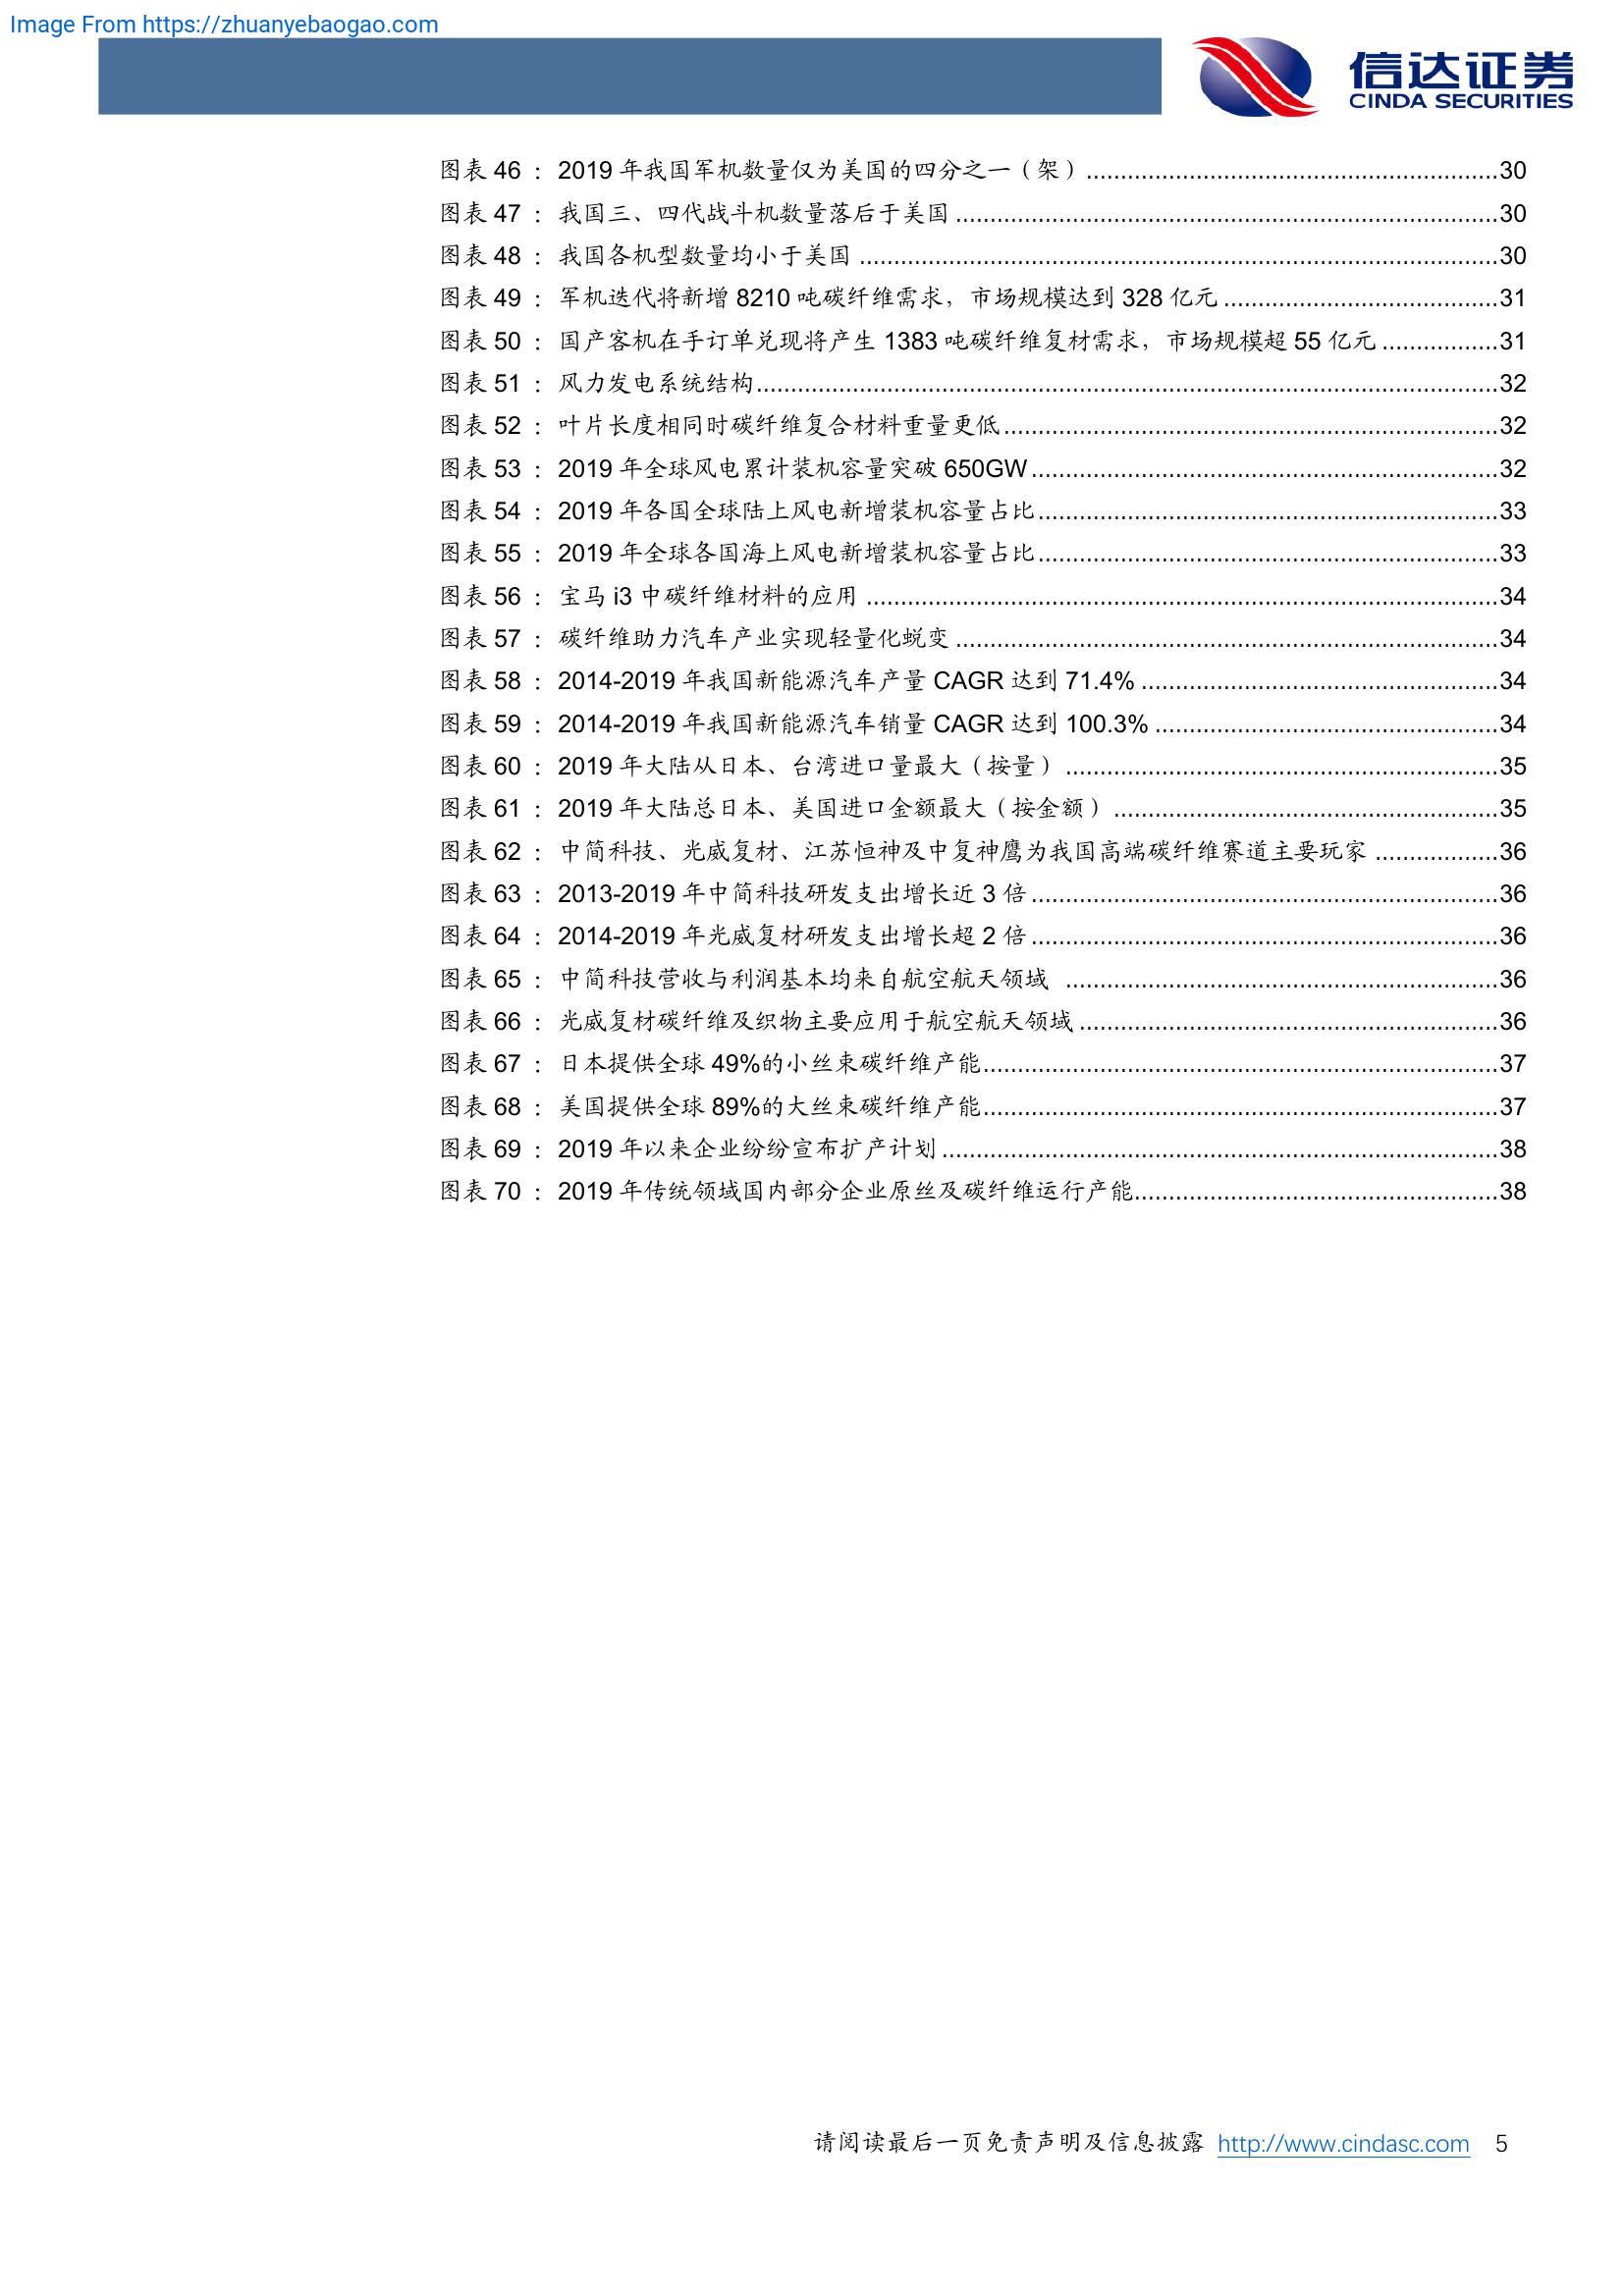 Image From https://zhuanyebaogao.com
信达证券
CINDA SECURITIES
图表 46 ： 2019 年我国军机数量仅为美国的四分之一（架）............................................................30
图表 47 ： 我国三、四代战斗机数量落后于美国...............................................................................30
图表 48 ： 我国各机型数量均小于美国.............................................................................................30
图表 49 ： 军机迭代将新增 8210 吨碳纤维需求，市场规模达到 328 亿元........................................31
图表 50 ： 国产客机在手订单兑现将产生 1383 吨碳纤维复材需求，市场规模超 55 亿元.................31
图表 51 ： 风力发电系统结构............................................................................................................32
图表 52 ： 叶片长度相同时碳纤维复合材料重量更低........................................................................32
图表 53 ： 2019 年全球风电累计装机容量突破 650GW....................................................................32
图表 54 ： 2019 年各国全球陆上风电新增装机容量占比...................................................................33
图表 55 ： 2019 年全球各国海上风电新增装机容量占比...................................................................33
图表 56 ： 宝马 i3 中碳纤维材料的应用............................................................................................34
图表 57 ： 碳纤维助力汽车产业实现轻量化蜕变...............................................................................34
图表 58 ： 2014-2019 年我国新能源汽车产量 CAGR 达到 71.4%....................................................34
图表 59 ： 2014-2019 年我国新能源汽车销量 CAGR 达到 100.3%..................................................34
图表 60 ： 2019 年大陆从日本、台湾进口量最大（按量）...............................................................35
图表 61 ： 2019 年大陆总日本、美国进口金额最大（按金额）........................................................35
图表 62 ： 中简科技、光威复材、江苏恒神及中复神鹰为我国高端碳纤维赛道主要玩家..................36
图表 63 ： 2013-2019 年中简科技研发支出增长近 3 倍....................................................................36
图表 64 ： 2014-2019 年光威复材研发支出增长超 2 倍....................................................................36
图表 65 ： 中简科技营收与利润基本均来自航空航天领域...............................................................36
图表 66 ： 光威复材碳纤维及织物主要应用于航空航天领域.............................................................36
图表 67 ： 日本提供全球 49%的小丝束碳纤维产能...........................................................................37
图表 68 ： 美国提供全球 89%的大丝束碳纤维产能...........................................................................37
图表 69 ： 2019 年以来企业纷纷宣布扩产计划.................................................................................38
图表 70 ： 2019 年传统领域国内部分企业原丝及碳纤维运行产能.....................................................38
请阅读最后一页免责声明及信息披露 http://www.cindasc.com 5